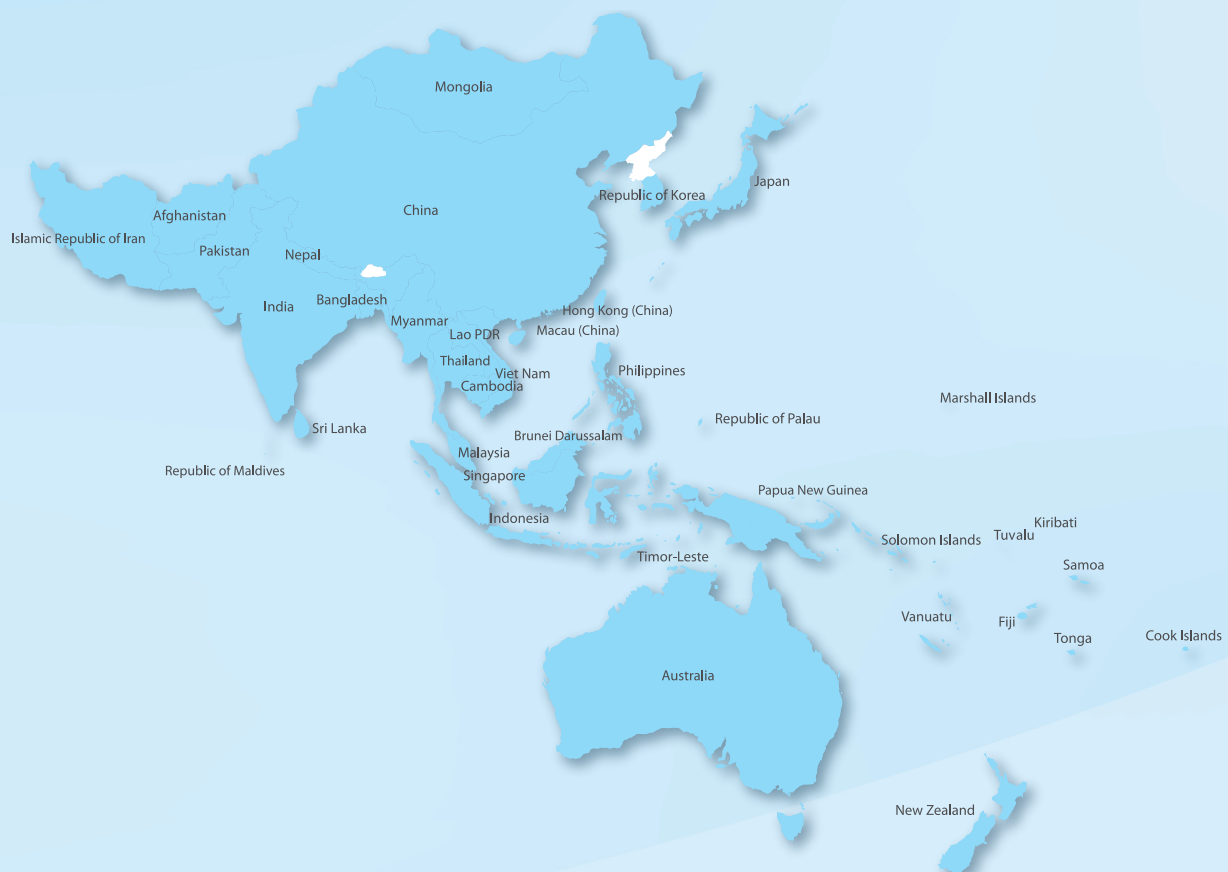 Mongolia
Japan
Republic of Korea
China
Afghanistan
Islamic Republic of Iran
Pakistan
Nepal
Bangladesh
India
Hong Kong (China)
Myanmar
Macau (China)
Lao PDR
Thailand
Viet Nam
Philippines
Cambodia
Marshall Islands
Republic of Palau
Sri Lanka
Brunei Darussalam
Malaysia
Republic of Maldives
Singapore
Papua New Guinea
Indonesia
Kiribati
Tuvalu
Solomon Islands
Timor-Leste
Samoa
Vanuatu
Fiji
Tonga
Cook Islands
Australia
New Zealand